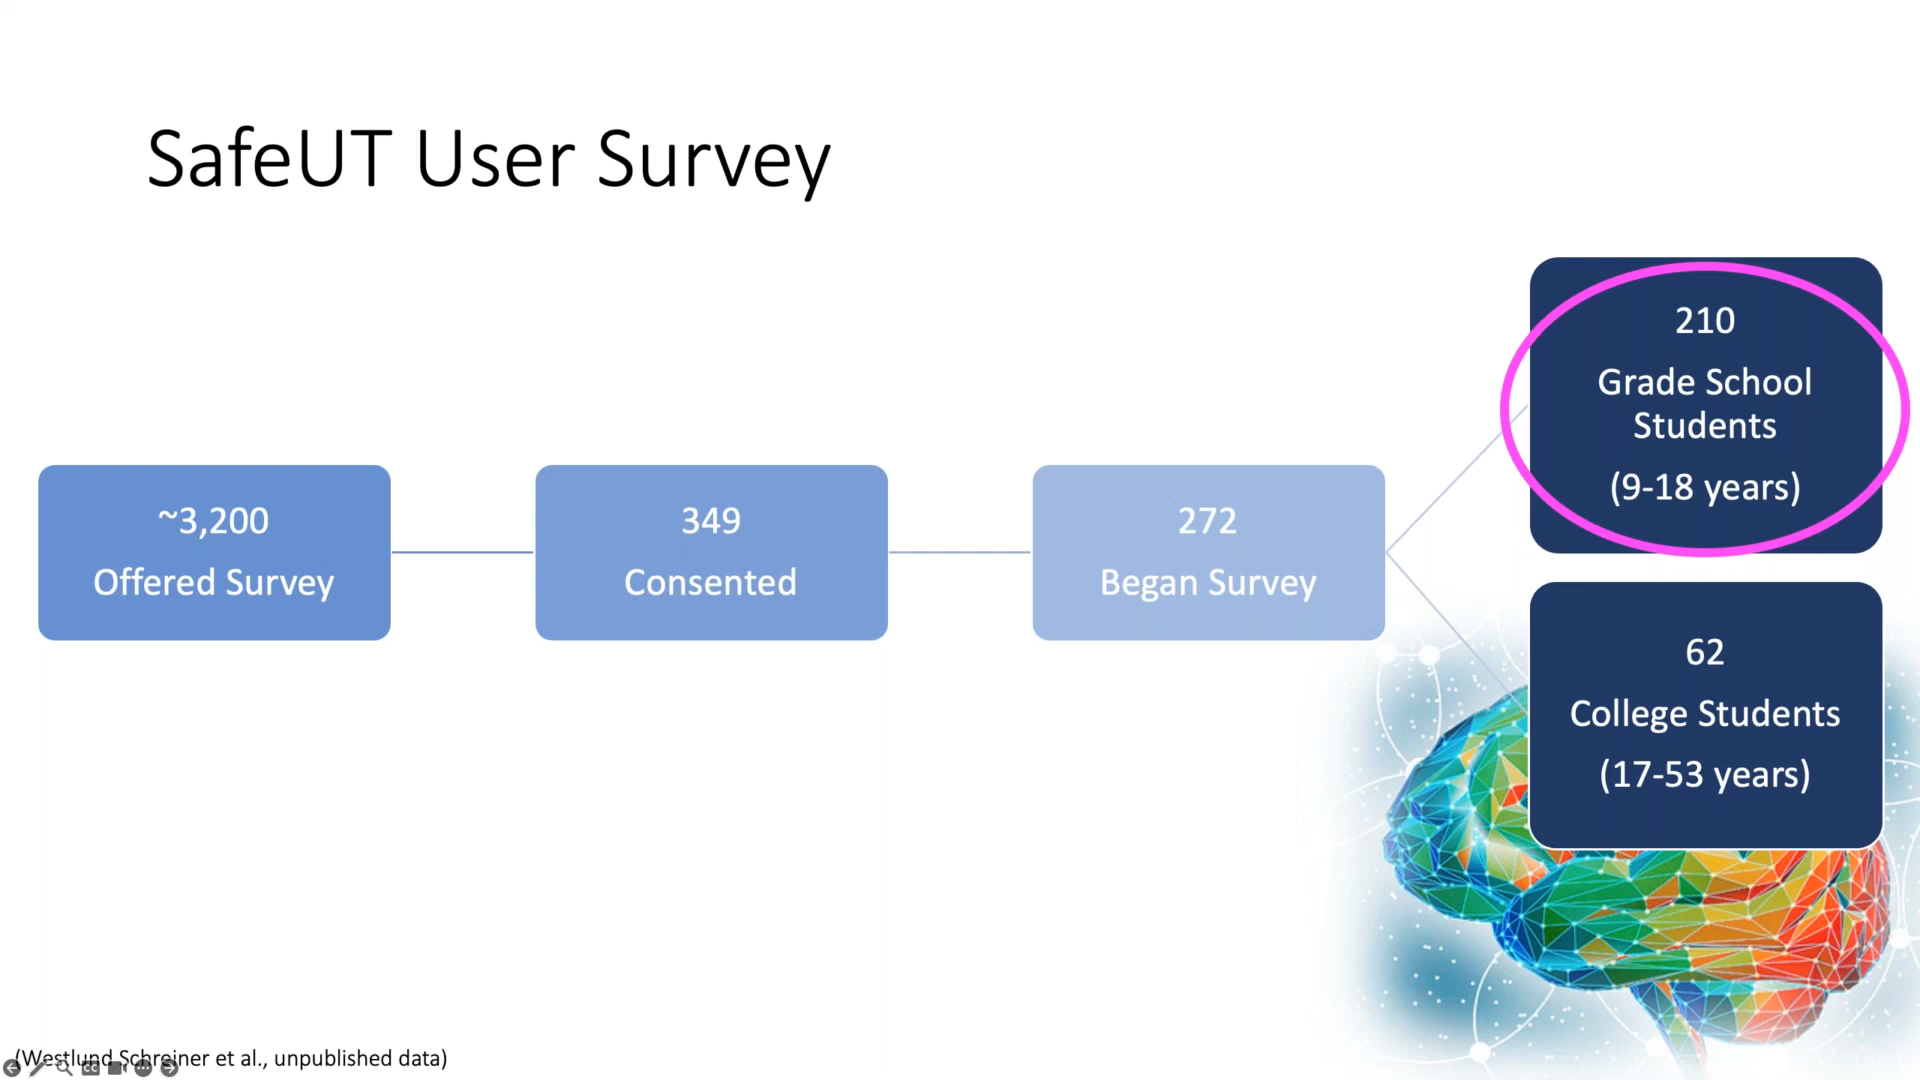 SafeUT User Survey
~3,200
Offered Survey
349
Consented
272
Began Survey
210
Grade School
Students
(9-18 years)
62
College Students
(17-53 years)
(Westlund Schreiner et al., unpublished data)
CC